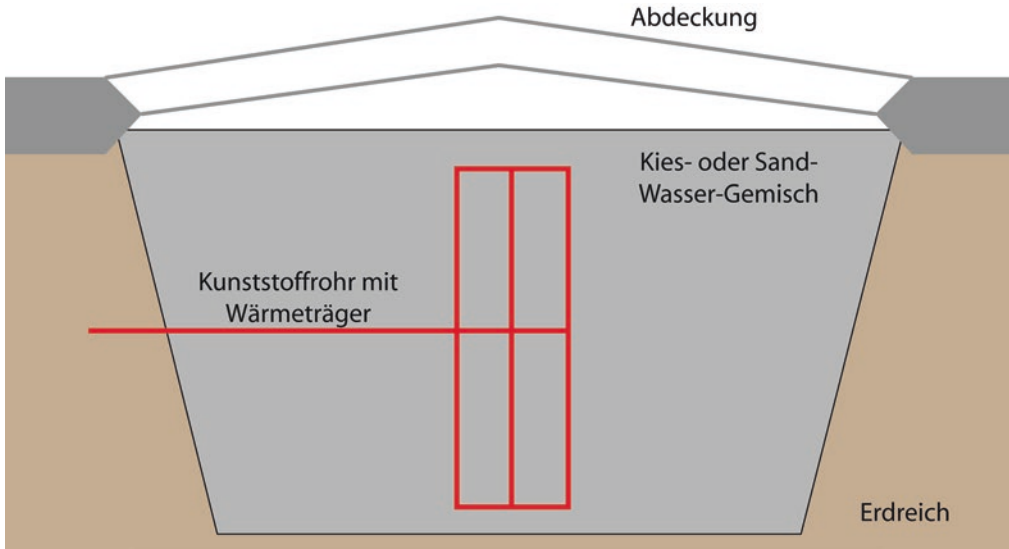 Abdeckung
Kies- oder Sand-
Wasser-Gemisch
Kunststoffrohr mit
Wärmeträger
Erdreich